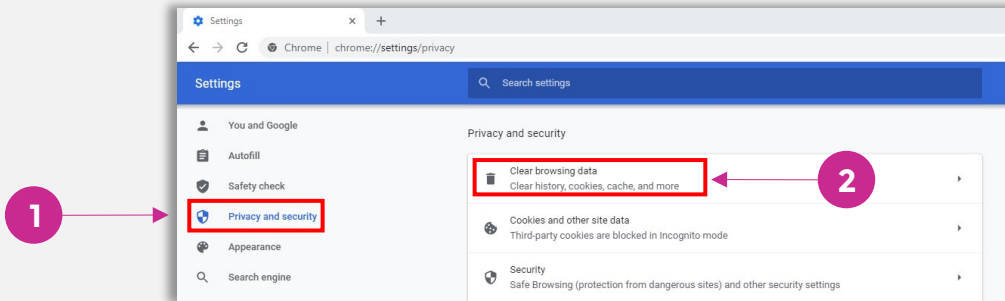 Settings
Chrome | chrome://settings/privacy
Settings
Search settings
You and Google
Autofill
Safety check
Privacy and security
Appearance
Search engine
Privacy and security
Clear browsing data
Clear history, cookies, cache, and more
Cookies and other site data
Third-party cookies are blocked in Incognito mode
Security
Safe Browsing (protection from dangerous sites) and other security settings
1
2